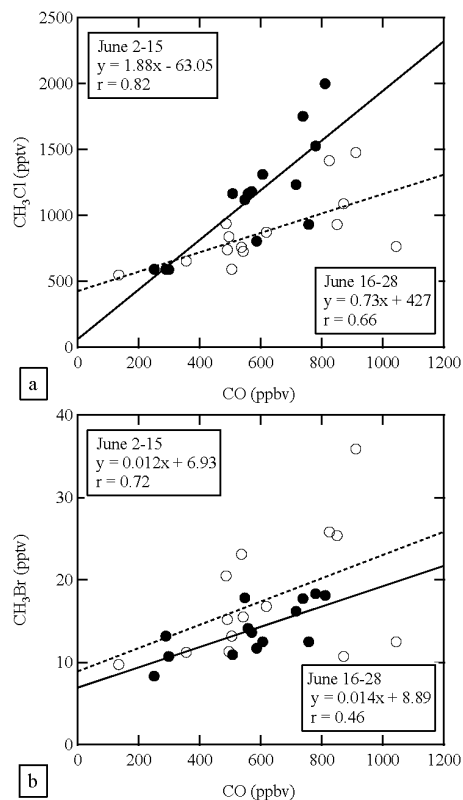 2500
2000
1500
1000
500
0
CH3Cl (pptv)
June 2-15
y = 1.88x - 63.05
r = 0.82
June 16-28
y = 0.73x + 427
r = 0.66
0 200 400 600 800 1000 1200
CO (ppbv)
a
40
30
20
10
0
CH3Br (pptv)
June 2-15
y = 0.012x + 6.93
r = 0.72
June 16-28
y = 0.014x + 8.89
r = 0.46
0 200 400 600 800 1000 1200
CO (ppbv)
b